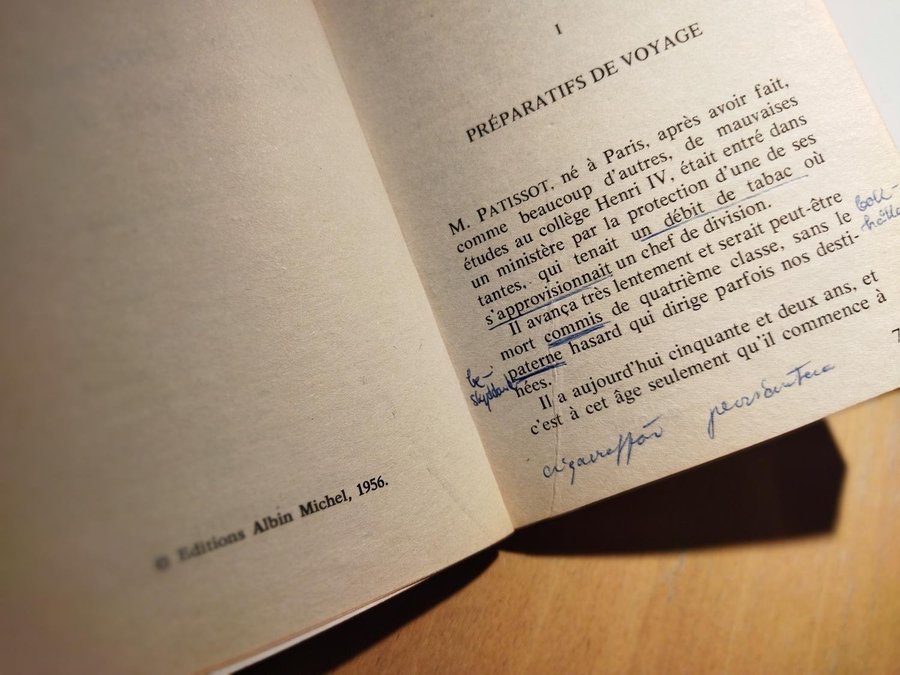 © Editions Albin Michel, 1956.
I
PRÉPARATIFS DE VOYAGE
M. PATISSOT, né à Paris, après avoir fait,
comme beaucoup d'autres, de mauvaises
études au collège Henri IV, était entré dans
un ministère par la protection d'une de ses
tantes, qui tenait un débit de tabac où
s'approvisionnait un chef de division.
Il avança très lentement et serait peut-être
mort commis de quatrième classe, sans le
paterne hasard qui dirige parfois nos desti-
nées.
Il a aujourd'hui cinquante et deux ans, et
c'est à cet âge seulement qu'il commence à
7
be-